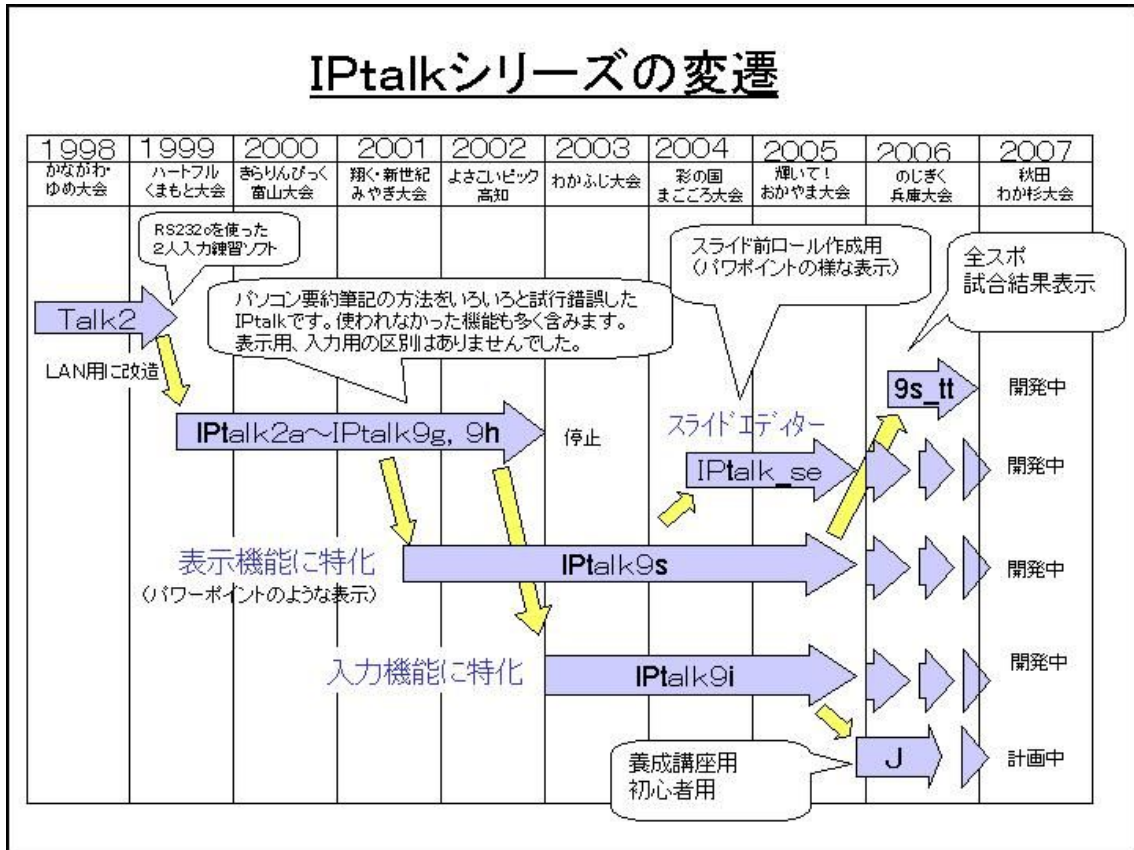 IPtalkシリーズの変遷
1998
1999
2000
2001
2002
2003
2004
2005
2006
2007
かながわ・
ゆめ大会
ハートフル
くまもと大会
きらりんぴっく
富山大会
翔く・新世紀
みやぎ大会
よさこいピック
高知
わかふじ大会
彩の国
まごころ大会
輝いて！
おかやま大会
のじぎく
兵庫大会
秋田
わか杉大会
RS232cを使った
2人入力練習ソフト
スライド前ロール作成用
（パワポイントの様な表示）
全スポ
試合結果表示
Talk2
パソコン要約筆記の方法をいろいろと試行錯誤した
IPtalkです。使われなかった機能も多く含みます。
表示用、入力用の区別はありませんでした。
LAN用に改造
9s_tt
開発中
IPtalk2a～IPtalk9g, 9h
停止
スライドエディター
IPtalk_se
開発中
表示機能に特化
（パワーポイントのような表示）
IPtalk9s
開発中
入力機能に特化
IPtalk9i
開発中
養成講座用
初心者用
J
計画中